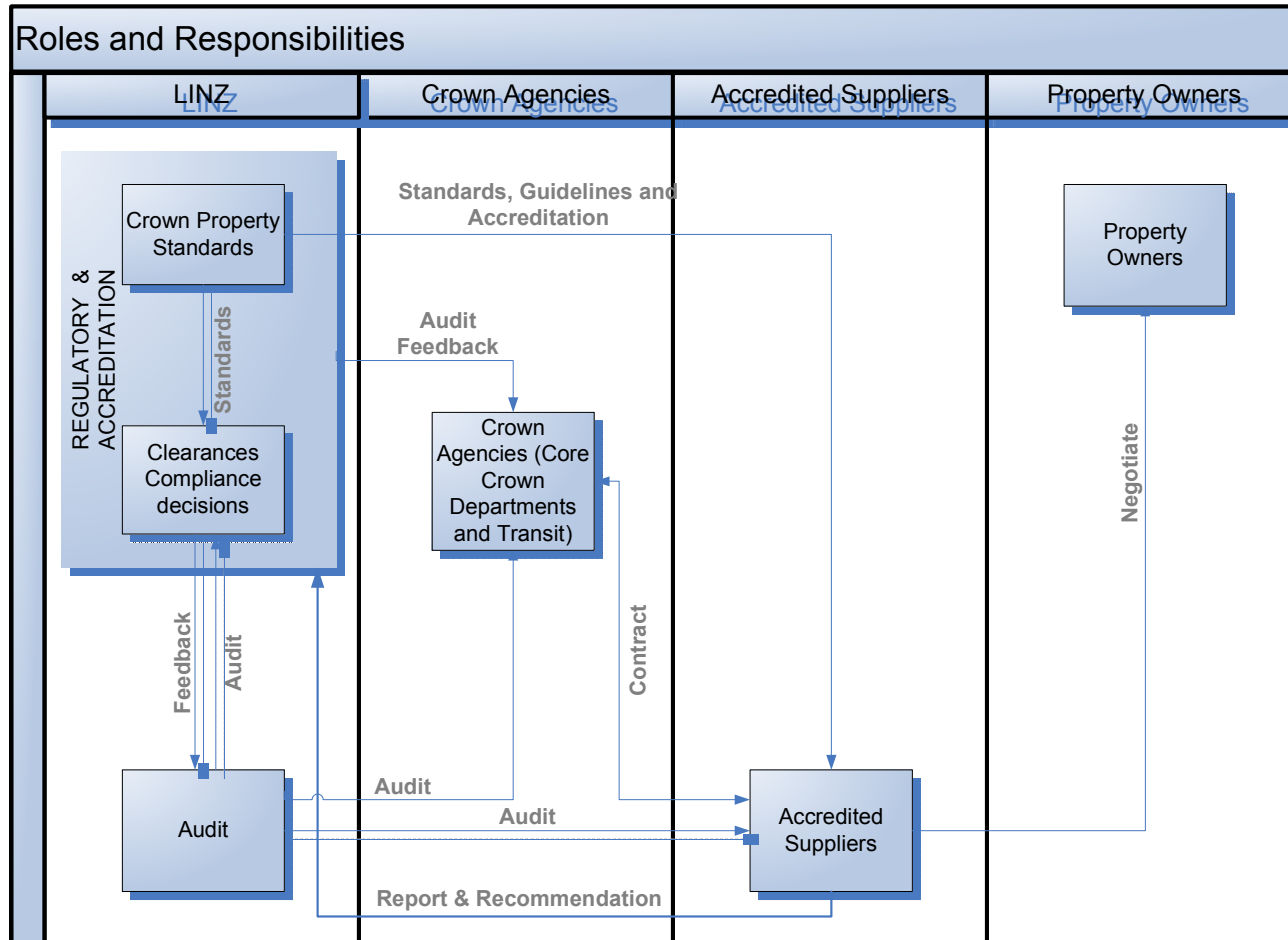 Roles and Responsibilities
LINZ
Crown Agencies
Accredited Suppliers
Property Owners
REGULATORY &
ACCREDITATION
Crown Property
Standards
Standards, Guidelines and
Accreditation
Property
Owners
Standards
Audit
Feedback
Clearances
Compliance
decisions
Crown
Agencies (Core
Crown
Departments
and Transit)
Negotiate
Feedback
Audit
Contract
Audit
Audit
Audit
Accredited
Suppliers
Report & Recommendation